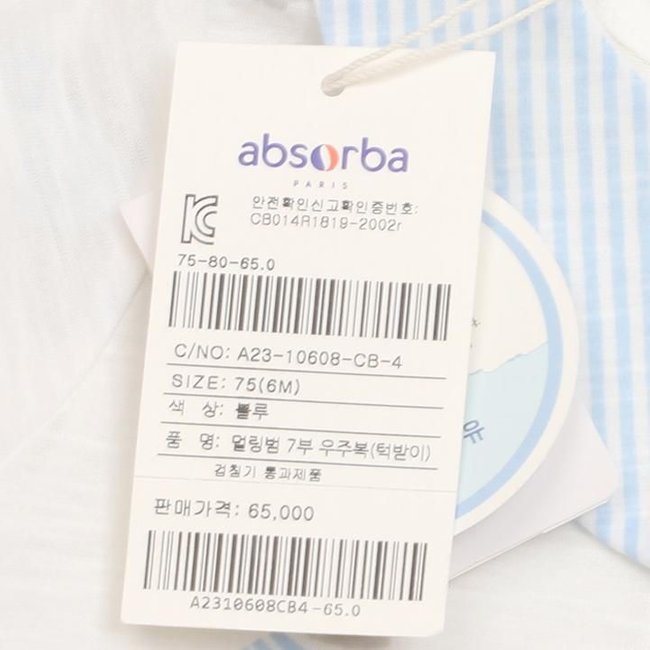 absorba
PARIS
안전확인신고확인증번호:
CB014R1819-2002r
75-80-65.0
C/NO: A23-10608-CB-4
SIZE: 75(6M)
색 상: 블루
품 명: 덜링범 7부 우주복(턱받이)
검침기 통과제품
판매가격: 65,000
A2310608CB4-65.0
유